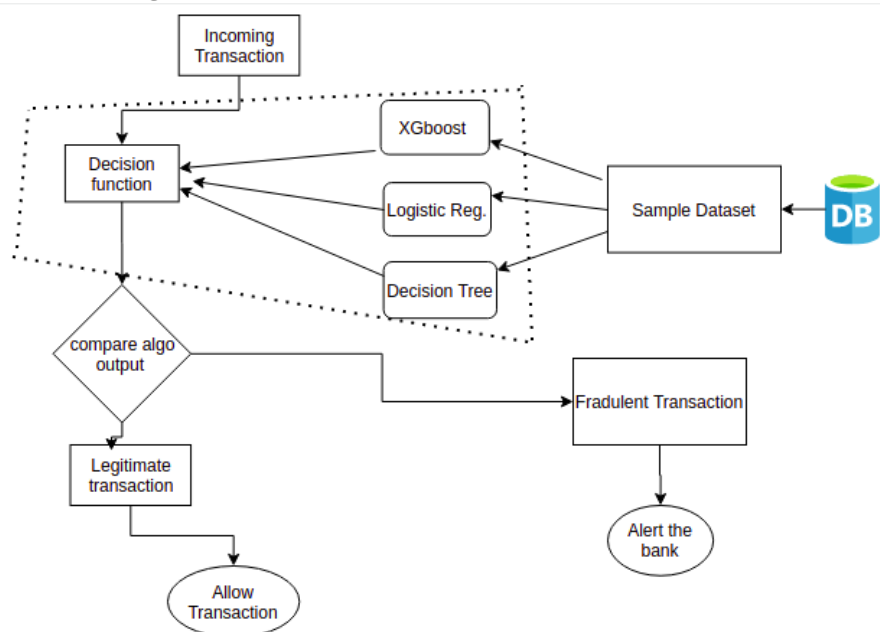 Incoming
Transaction
XGboost
Decision
function
Logistic Reg.
Sample Dataset
DB
Decision Tree
compare algo
output
Fradulent Transaction
Legitimate
transaction
Alert the
bank
Allow
Transaction